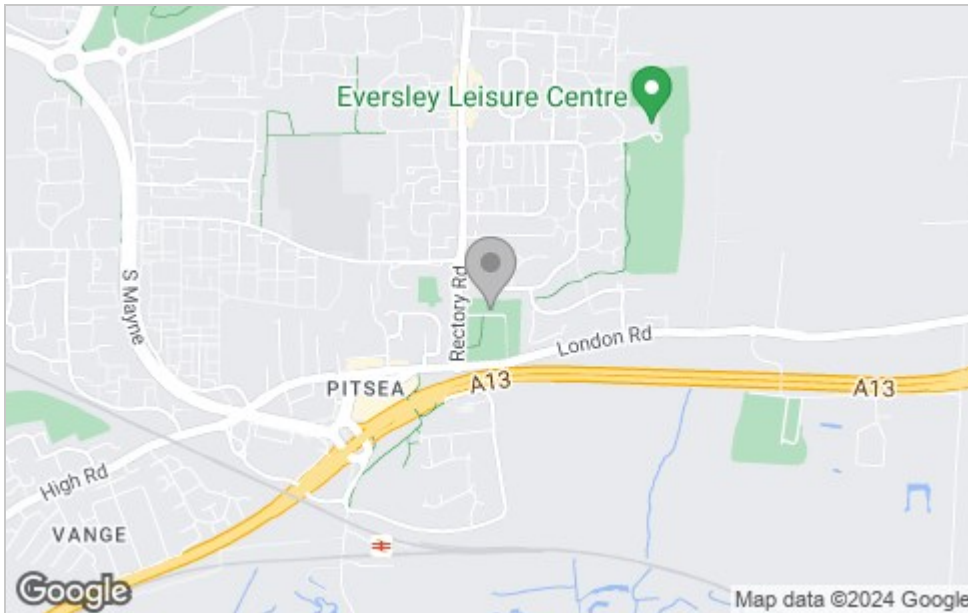 Eversley Leisure Centre
S Mayne
Rectory Rd
London Rd
PITSEA
A13
A13
High Rd
VANGE
Google
Map data ©2024 Google